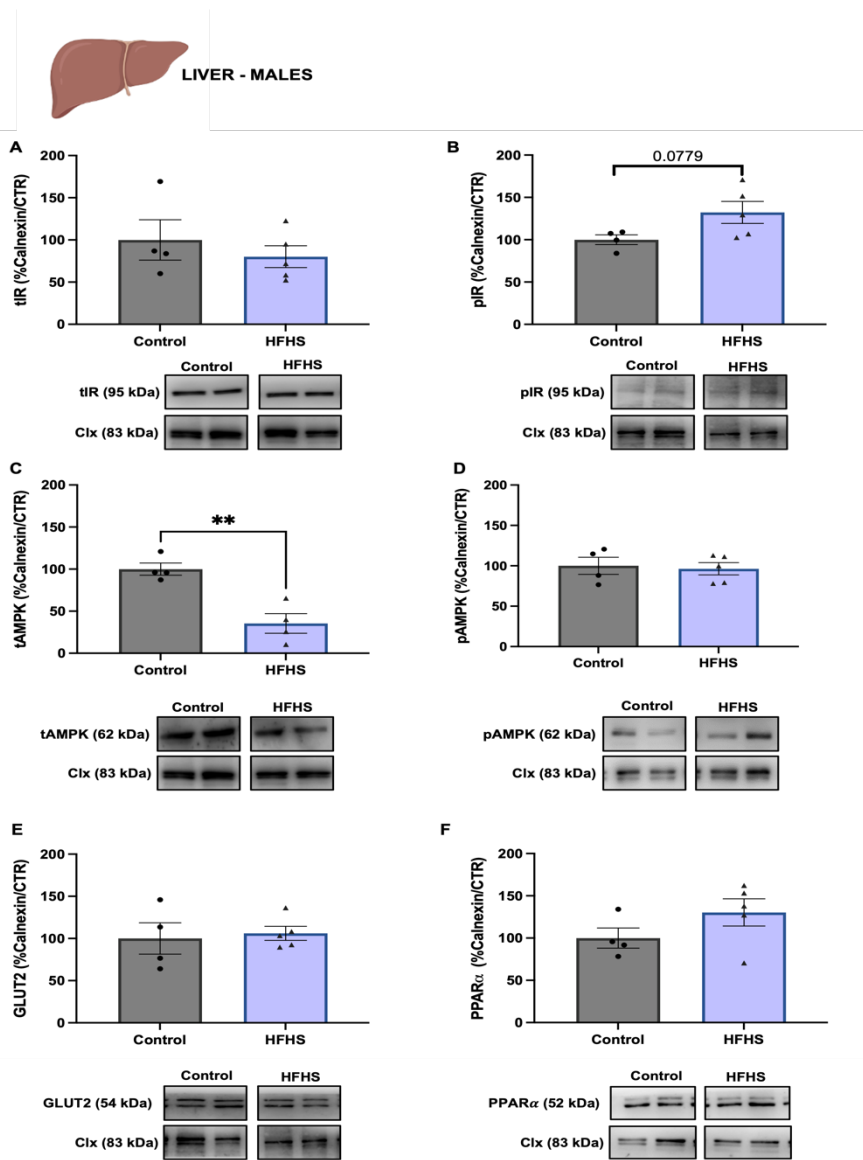 LIVER - MALES
A
tIR (%Calnexin/CTR)
200
150
100
50
0
Control
HFHS
Control
HFHS
tIR (95 kDa)
Clx (83 kDa)
B
pIR (%Calnexin/CTR)
200
150
100
50
0
0.0779
Control
HFHS
Control
HFHS
pIR (95 kDa)
Clx (83 kDa)
C
tAMPK (%Calnexin/CTR)
200
150
100
50
0
**
Control
HFHS
Control
HFHS
tAMPK (62 kDa)
Clx (83 kDa)
D
pAMPK (%Calnexin/CTR)
200
150
100
50
0
Control
HFHS
Control
HFHS
pAMPK (62 kDa)
Clx (83 kDa)
E
GLUT2 (%Calnexin/CTR)
200
150
100
50
0
Control
HFHS
Control
HFHS
GLUT2 (54 kDa)
Clx (83 kDa)
F
PPARα (%Calnexin/CTR)
200
150
100
50
0
Control
HFHS
Control
HFHS
PPARα (52 kDa)
Clx (83 kDa)